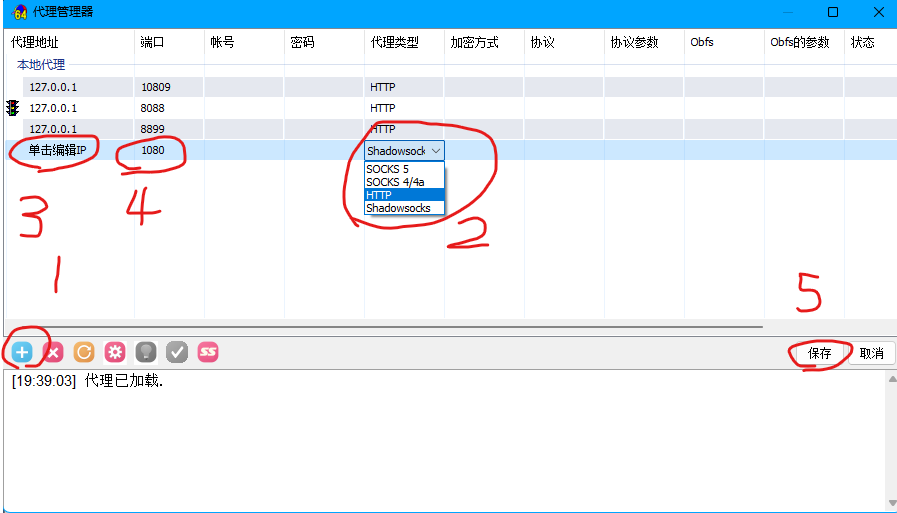 64 代理管理器
代理地址 端口 帐号 密码 代理类型 加密方式 协议 协议参数 Obfs Obfs的参数 状态
本地代理
127.0.0.1 10809 HTTP
127.0.0.1 8088 HTTP
127.0.0.1 8899 HTTP
单击编辑IP 1080 Shadowsock
SOCKS 5
SOCKS 4/4a
HTTP
Shadowsocks
3 4 2
1 5
SS 保存 取消
[19:39:03] 代理已加载.